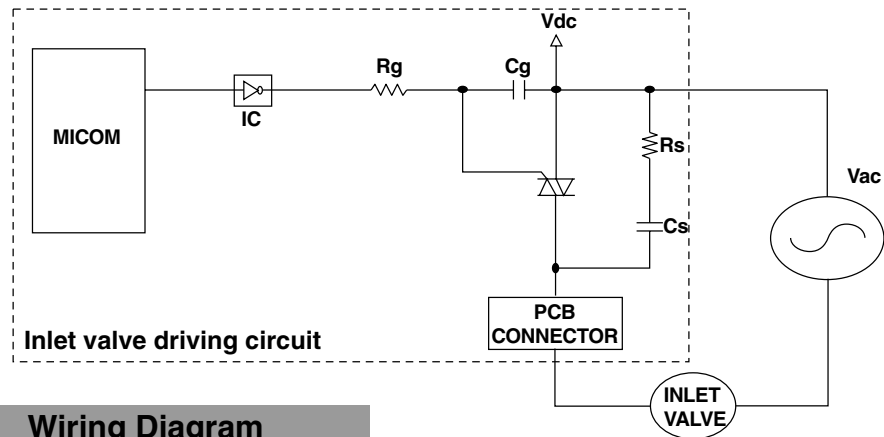 Vdc
Rg
Cg
IC
MICOM
Rs
Vac
Cs
PCB
CONNECTOR
Inlet valve driving circuit
INLET
VALVE
Wiring Diagram